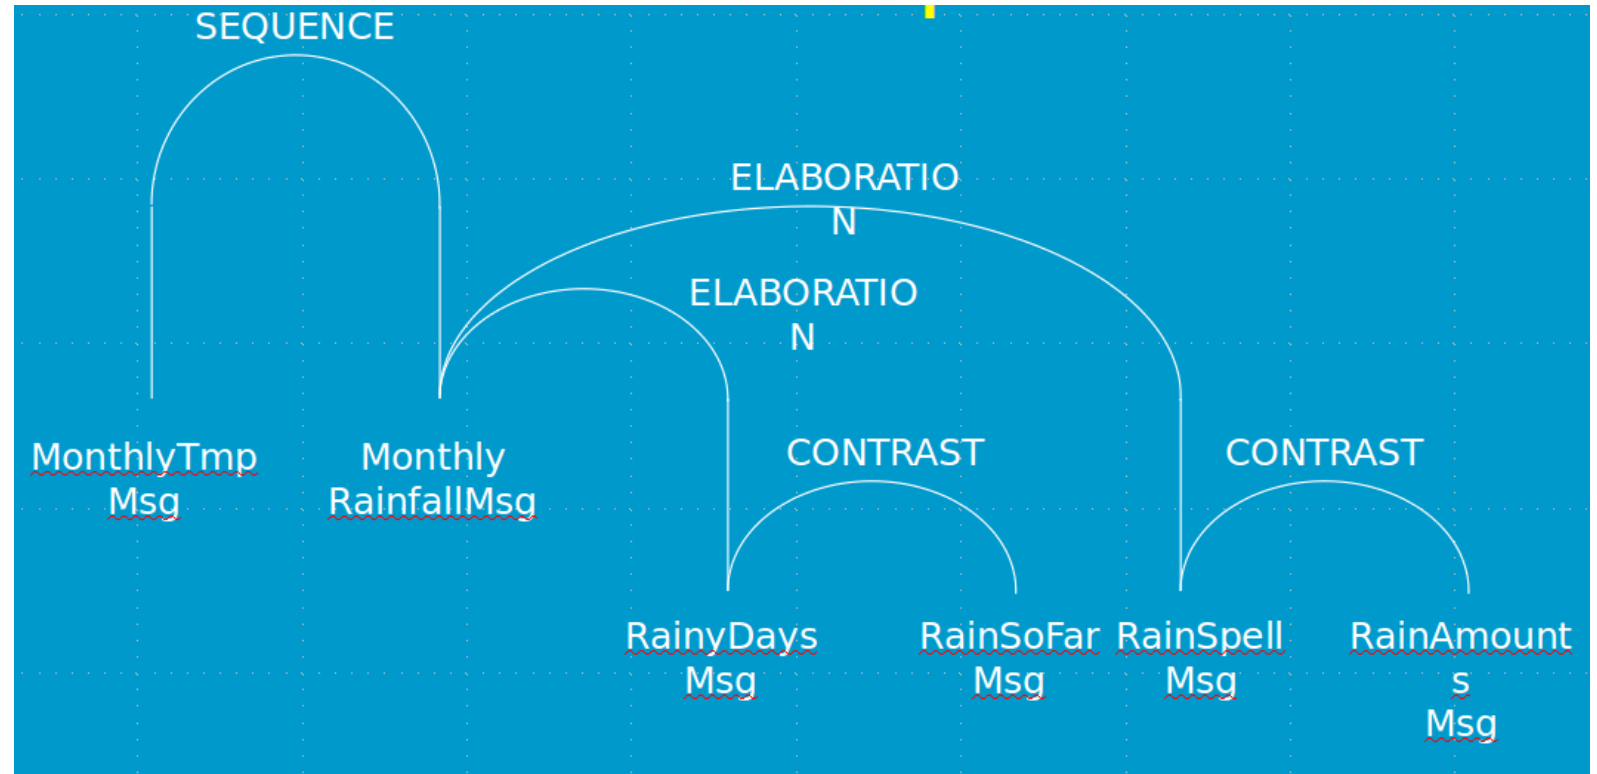 SEQUENCE
ELABORATIO
N
ELABORATIO
N
MonthlyTmp
Msg
Monthly
RainfallMsg
CONTRAST
CONTRAST
RainyDays
Msg
RainSoFar
Msg
RainSpell
Msg
RainAmount
s
Msg